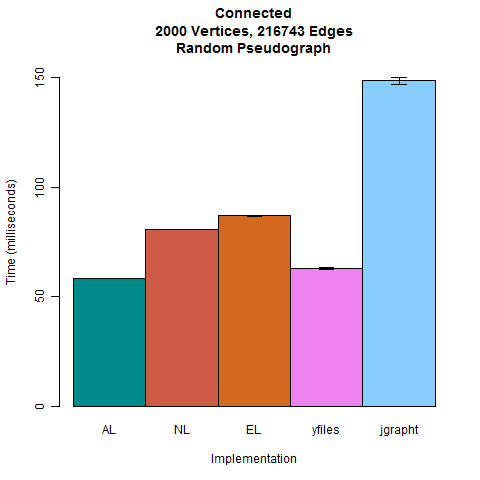 Connected
2000 Vertices, 216743 Edges
Random Pseudograph
150
100
50
0
Time (milliseconds)
AL NL EL yfiles jgrapht
Implementation